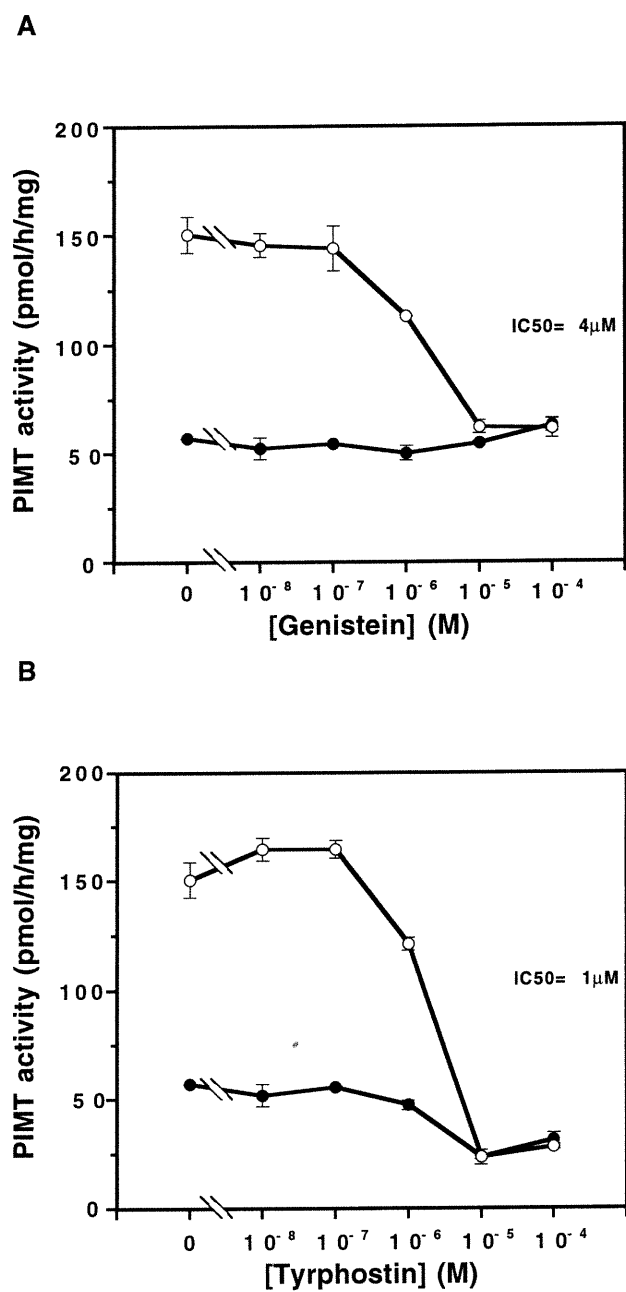 A
200
150
100
50
0
PIMT activity (pmol/h/mg)
IC50= 4µM
0 10-8 10-7 10-6 10-5 10-4
[Genistein] (M)
B
200
150
100
50
0
PIMT activity (pmol/h/mg)
IC50= 1µM
0 10-8 10-7 10-6 10-5 10-4
[Tyrphostin] (M)